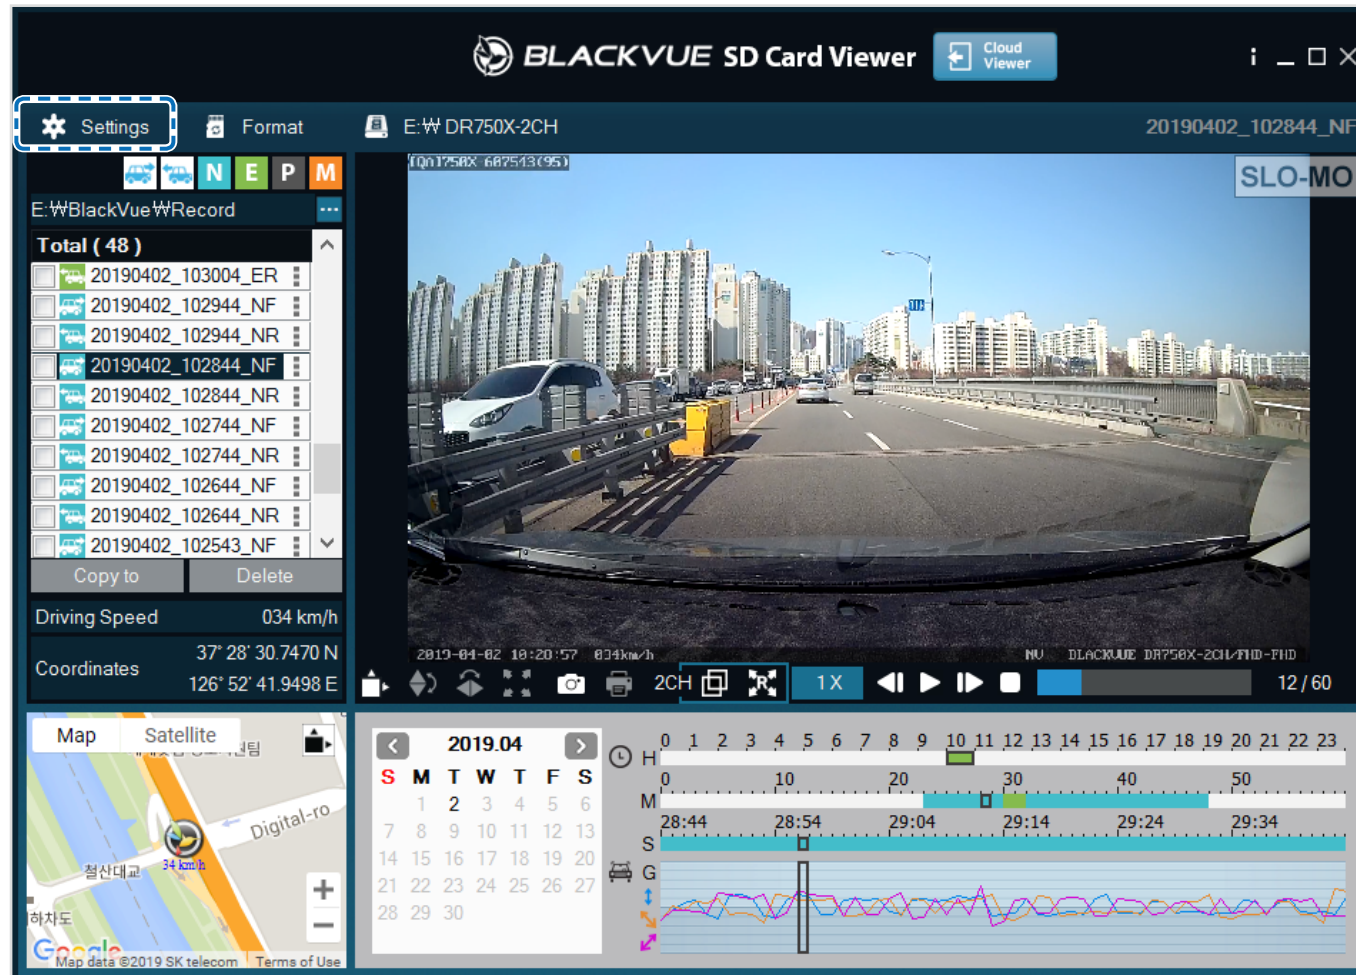 BLACKVUE SD Card Viewer
Cloud Viewer
Settings
Format
E:₩ DR750X-2CH
20190402_102844_NF
N E P M
E:₩BlackVue₩Record
Total ( 48 )
20190402_103004_ER
20190402_102944_NF
20190402_102944_NR
20190402_102844_NF
20190402_102844_NR
20190402_102744_NF
20190402_102744_NR
20190402_102644_NF
20190402_102644_NR
20190402_102543_NF
Copy to
Delete
Driving Speed
034 km/h
Coordinates
37° 28' 30.7470 N
126° 52' 41.9498 E
SLO-MO
2019-04-02 10:28:57 034km/h
2CH
R
1 X
12 / 60
Map
Satellite
Digital-ro
34 km/h
철산대교
하차도
Google
Map data ©2019 SK telecom
Terms of Use
2019.04
S M T W T F S
1 2 3 4 5 6
7 8 9 10 11 12 13
14 15 16 17 18 19 20
21 22 23 24 25 26 27
28 29 30
0 1 2 3 4 5 6 7 8 9 10 11 12 13 14 15 16 17 18 19 20 21 22 23
H
0 10 20 30 40 50
M
28:44 28:54 29:04 29:14 29:24 29:34
S
G